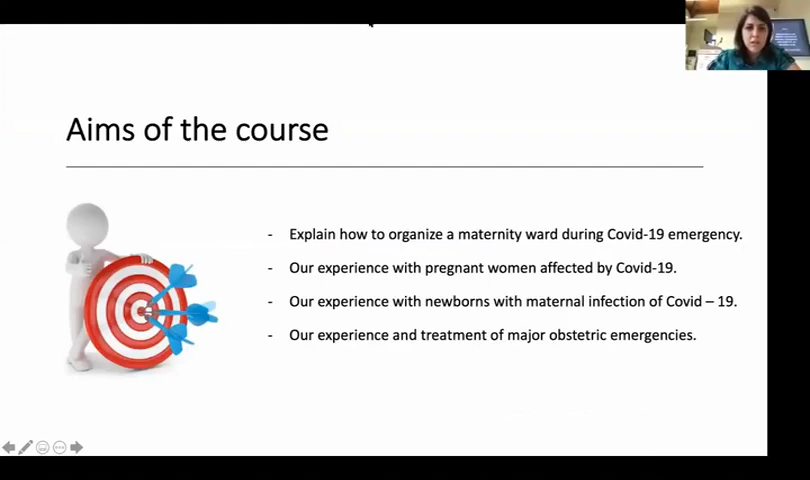 Aims of the course
- Explain how to organize a maternity ward during Covid-19 emergency.
- Our experience with pregnant women affected by Covid-19.
- Our experience with newborns with maternal infection of Covid – 19.
- Our experience and treatment of major obstetric emergencies.